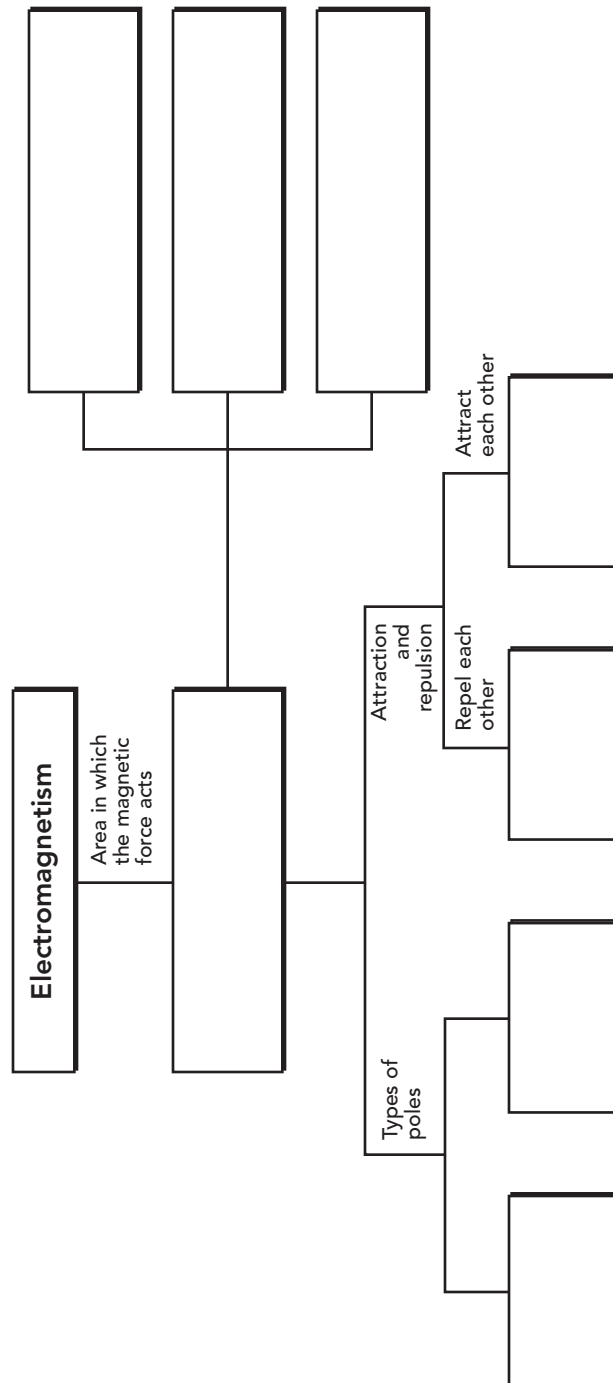 Electromagnetism
Area in which
the magnetic
force acts
Types of
poles
Attraction
and
repulsion
Repel each
other
Attract
each other